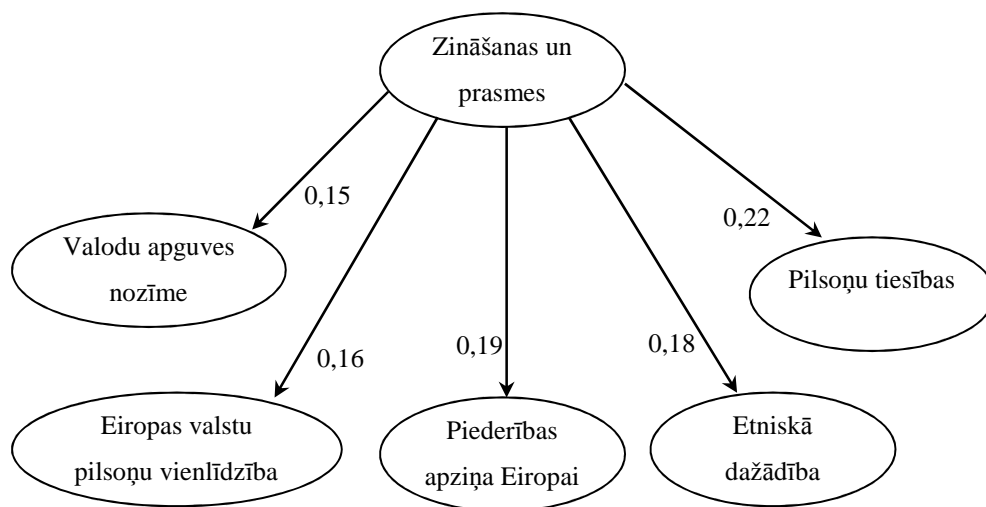 Zināšanas un
prasmes
0,15
0,22
Valodu apguves
nozīme
Pilsoņu tiesības
0,16
0,19
0,18
Eiropas valstu
pilsoņu vienlīdzība
Piederības
apziņa Eiropai
Etniskā
dažādība